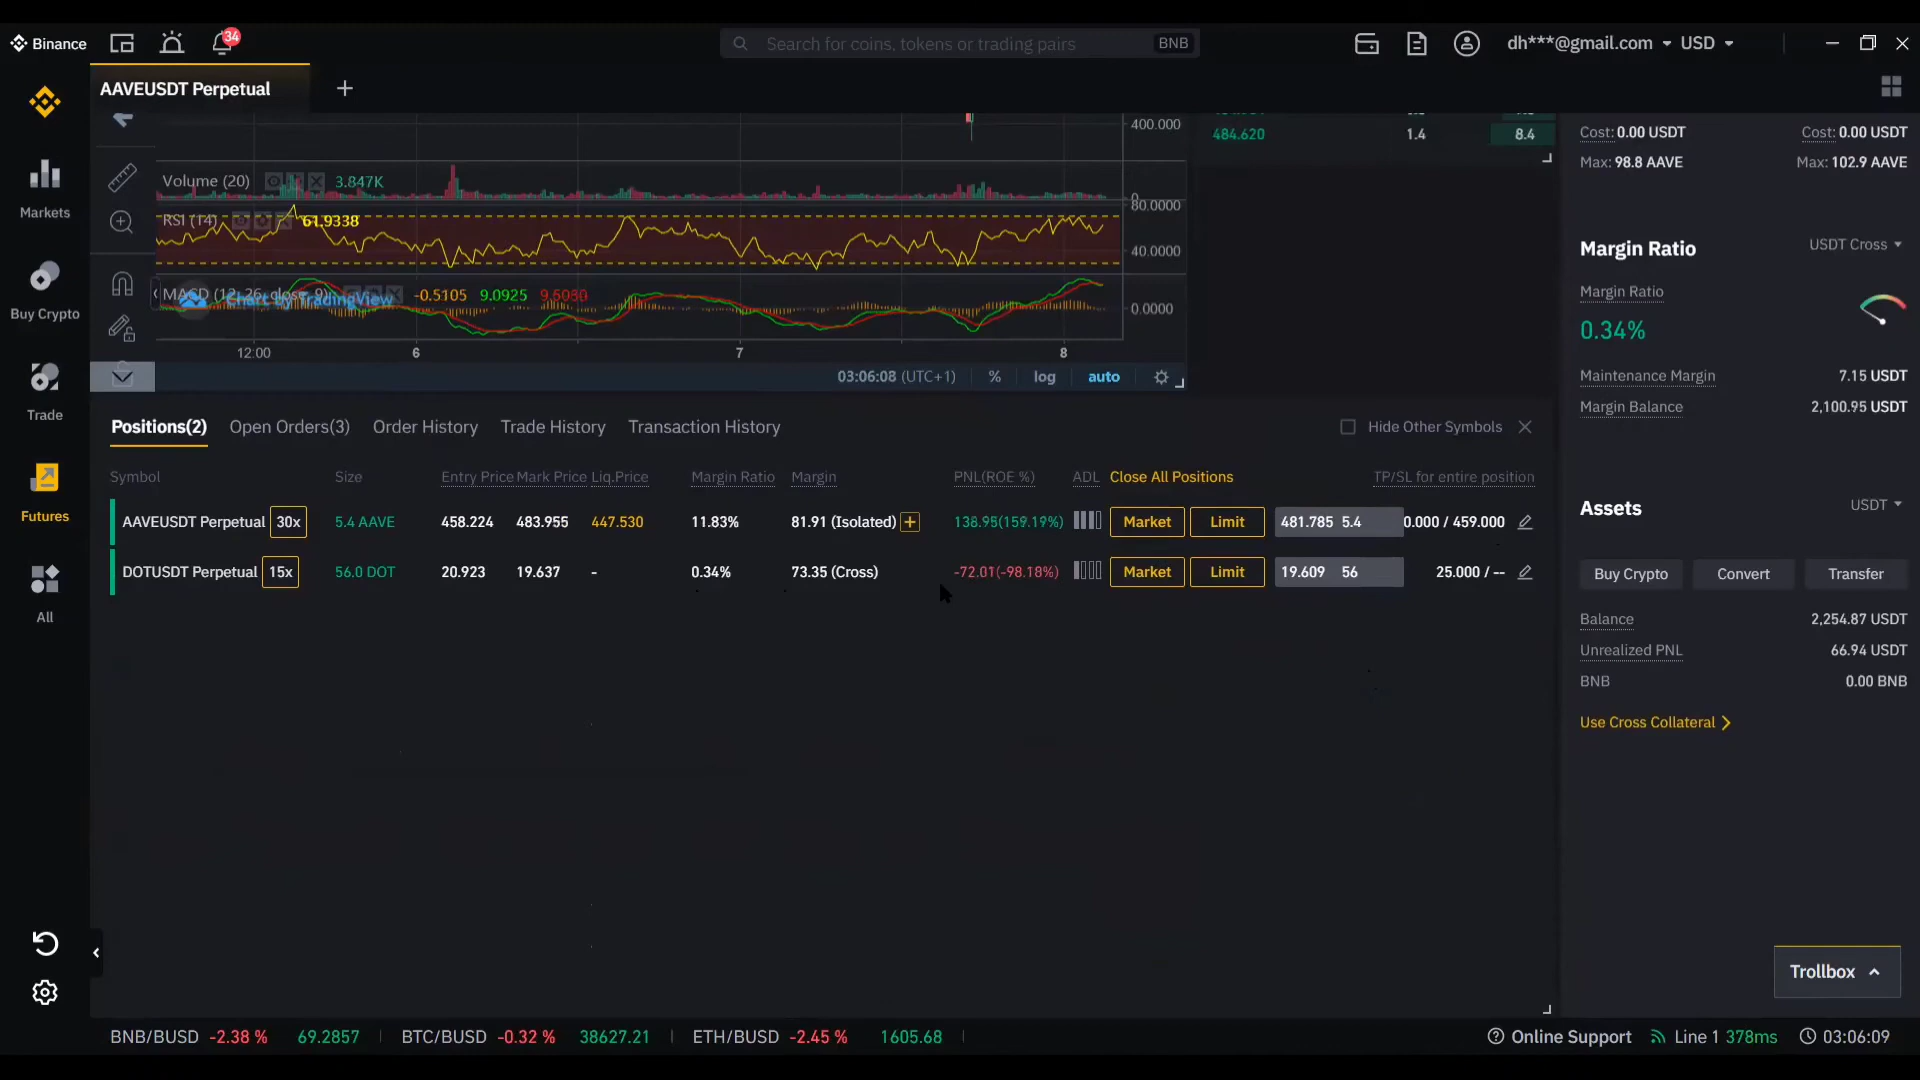 Binance
34
Search for coins, tokens or trading pairs
BNB
dh***@gmail.com
USD
AAVEUSDT Perpetual
+
400.000
484.620 1.4 8.4
Cost: 0.00 USDT Cost: 0.00 USDT
Max: 98.8 AAVE Max: 102.9 AAVE
Markets
Buy Crypto
Trade
Futures
All
Volume (20) 3.847K
0
80.0000
RSI (14) 61.9338
40.0000
MACD (12, 26, close, 9) -0.5105 9.0925
Chart by TradingView
0.0000
12:00 6 7 8
03:06:08 (UTC+1) % log auto
Margin Ratio USDT Cross
Margin Ratio
0.34%
Maintenance Margin 7.15 USDT
Margin Balance 2,100.95 USDT
Positions(2) Open Orders(3) Order History Trade History Transaction History Hide Other Symbols
Symbol Size Entry Price Mark Price Liq.Price Margin Ratio Margin PNL(ROE %) ADL Close All Positions TP/SL for entire position
AAVEUSDT Perpetual 30x 5.4 AAVE 458.224 483.955 447.530 11.83% 81.91 (Isolated) 138.95(159.19%) Market Limit 481.785 5.4 0.000 / 459.000
DOTUSDT Perpetual 15x 56.0 DOT 20.923 19.637 - 0.34% 73.35 (Cross) -72.01(-98.18%) Market Limit 19.609 56 25.000 / --
Assets USDT
Buy Crypto Convert Transfer
Balance 2,254.87 USDT
Unrealized PNL 66.94 USDT
BNB 0.00 BNB
Use Cross Collateral
Trollbox
BNB/BUSD -2.38 % 69.2857 BTC/BUSD -0.32 % 38627.21 ETH/BUSD -2.45 % 1605.68
Online Support Line 1 378ms 03:06:09